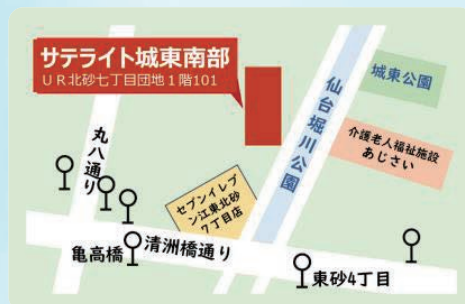 サテライト城東南部
UR北砂七丁目団地1階101
城東公園
仙台堀川公園
介護老人福祉施設
あじさい
丸八通り
セブンイレブ
ン江東北砂
7丁目店
亀高橋
清洲橋通り
東砂4丁目